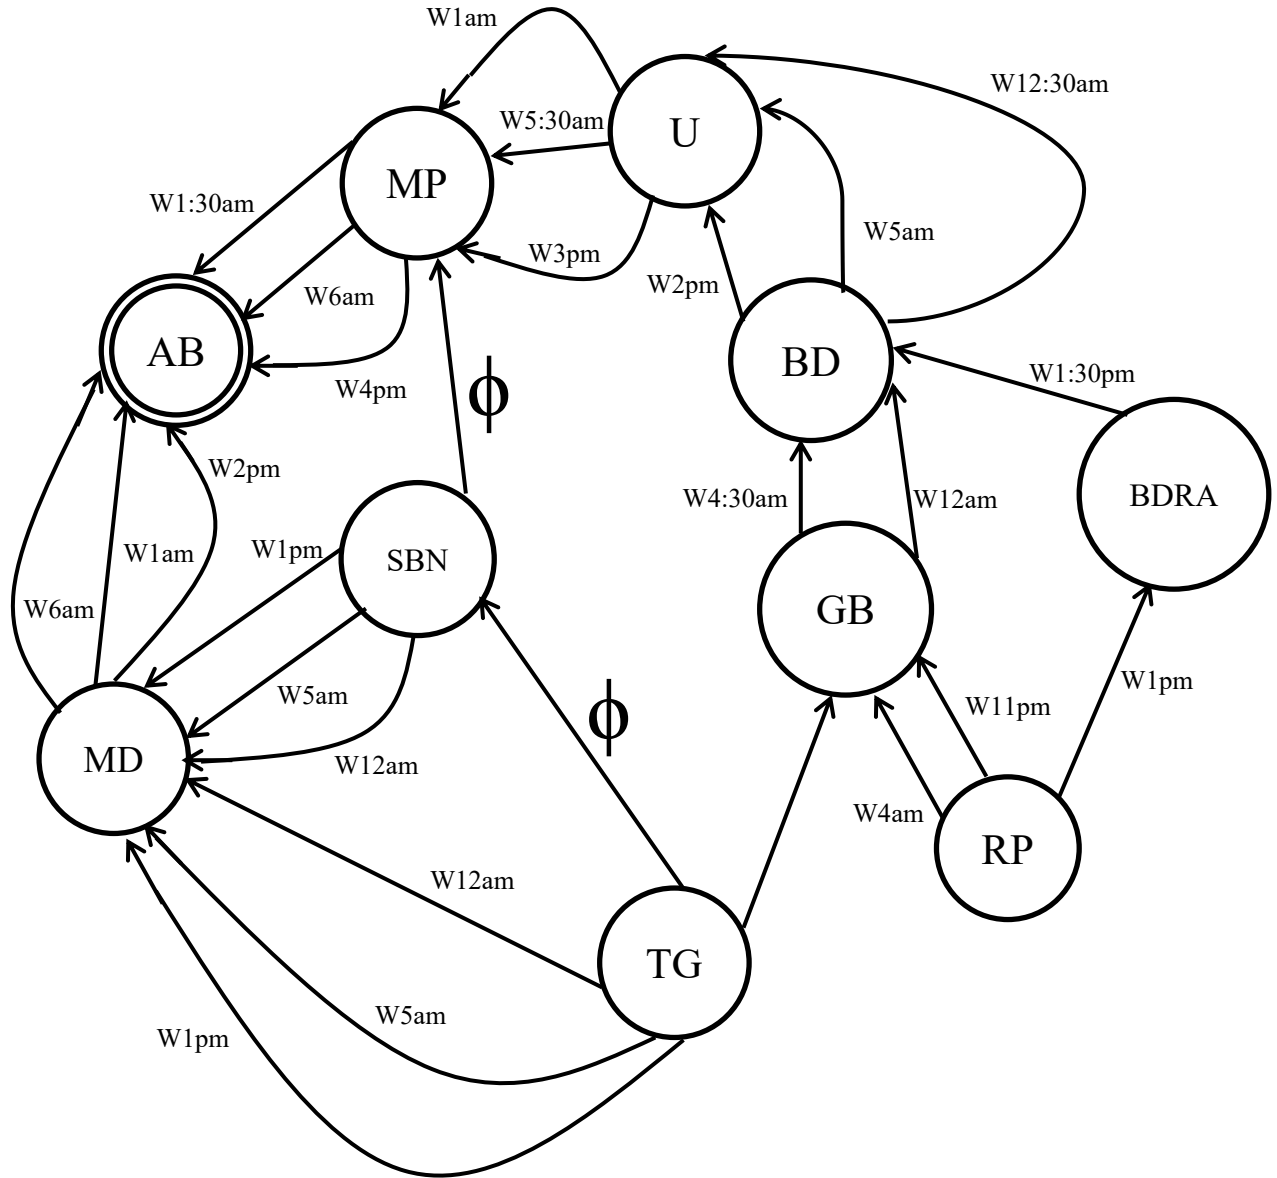 W1am
W12:30am
W5:30am
U
MP
W1:30am
W3pm
W5am
W2pm
W6am
AB
BD
W4pm
ϕ
W1:30pm
W2pm
W4:30am
W12am
BDRA
W1am
W1pm
SBN
W6am
GB
W5am
W1pm
ϕ
W11pm
MD
W12am
W4am
RP
W12am
TG
W5am
W1pm